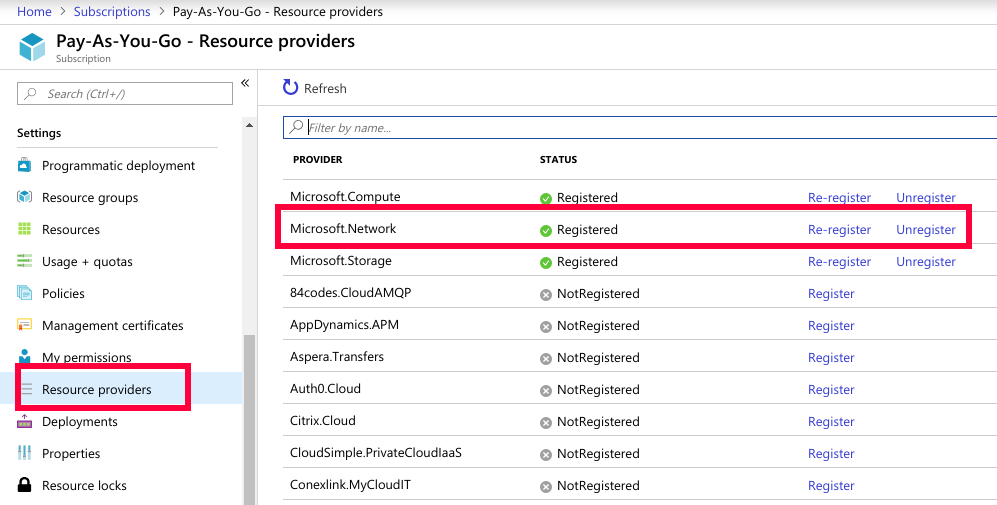 Home > Subscriptions > Pay-As-You-Go - Resource providers
Pay-As-You-Go - Resource providers
Subscription
Search (Ctrl+/)
«
Settings
Programmatic deployment
Resource groups
Resources
Usage + quotas
Policies
Management certificates
My permissions
Resource providers
Deployments
Properties
Resource locks
Refresh
Filter by name...
PROVIDER STATUS
Microsoft.Compute Registered Re-register Unregister
Microsoft.Network Registered Re-register Unregister
Microsoft.Storage Registered Re-register Unregister
84codes.CloudAMQP NotRegistered Register
AppDynamics.APM NotRegistered Register
Aspera.Transfers NotRegistered Register
Auth0.Cloud NotRegistered Register
Citrix.Cloud NotRegistered Register
CloudSimple.PrivateCloudIaaS NotRegistered Register
Conexlink.MyCloudIT NotRegistered Register